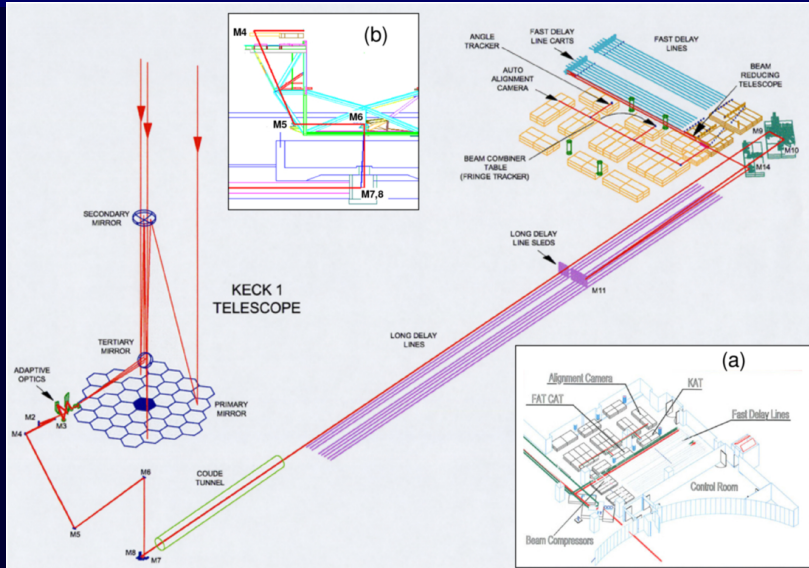 M4
(b)
M5
M6
M7,8
ANGLE
TRACKER
FAST DELAY
LINE CARTS
FAST DELAY
LINES
AUTO
ALIGNMENT
CAMERA
BEAM
REDUCING
TELESCOPE
M9
M10
M14
BEAM COMBINER
TABLE
(FRINGE TRACKER)
SECONDARY
MIRROR
KECK 1
TELESCOPE
LONG DELAY
LINE SLEDS
M11
TERTIARY
MIRROR
LONG DELAY
LINES
ADAPTIVE
OPTICS
M2
M3
M4
PRIMARY
MIRROR
M6
COUDE
TUNNEL
M5
M8
M7
(a)
Alignment Camera
KAT
FAT CAT
Fast Delay Lines
Control Room
Beam Compressors